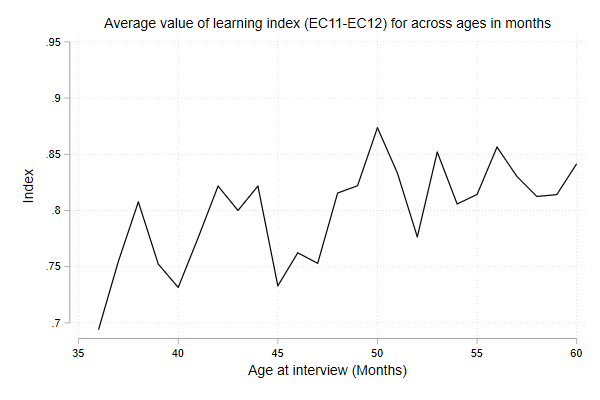 Average value of learning index (EC11-EC12) for across ages in months
.95
.9
.85
.8
.75
.7
Index
35 40 45 50 55 60
Age at interview (Months)